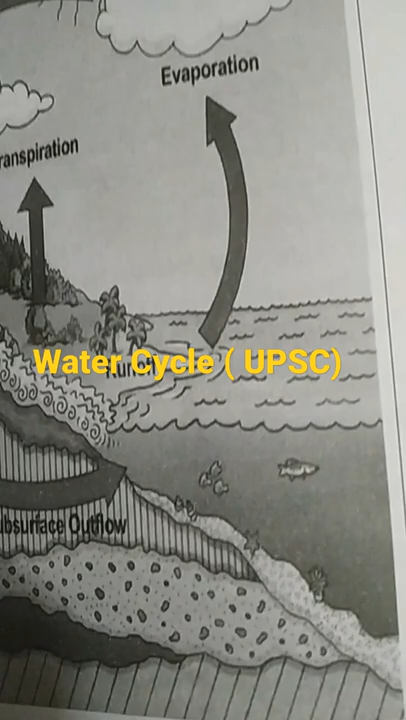 Evaporation
ranspiration
Water Cycle ( UPSC)
ubsurface Outflow